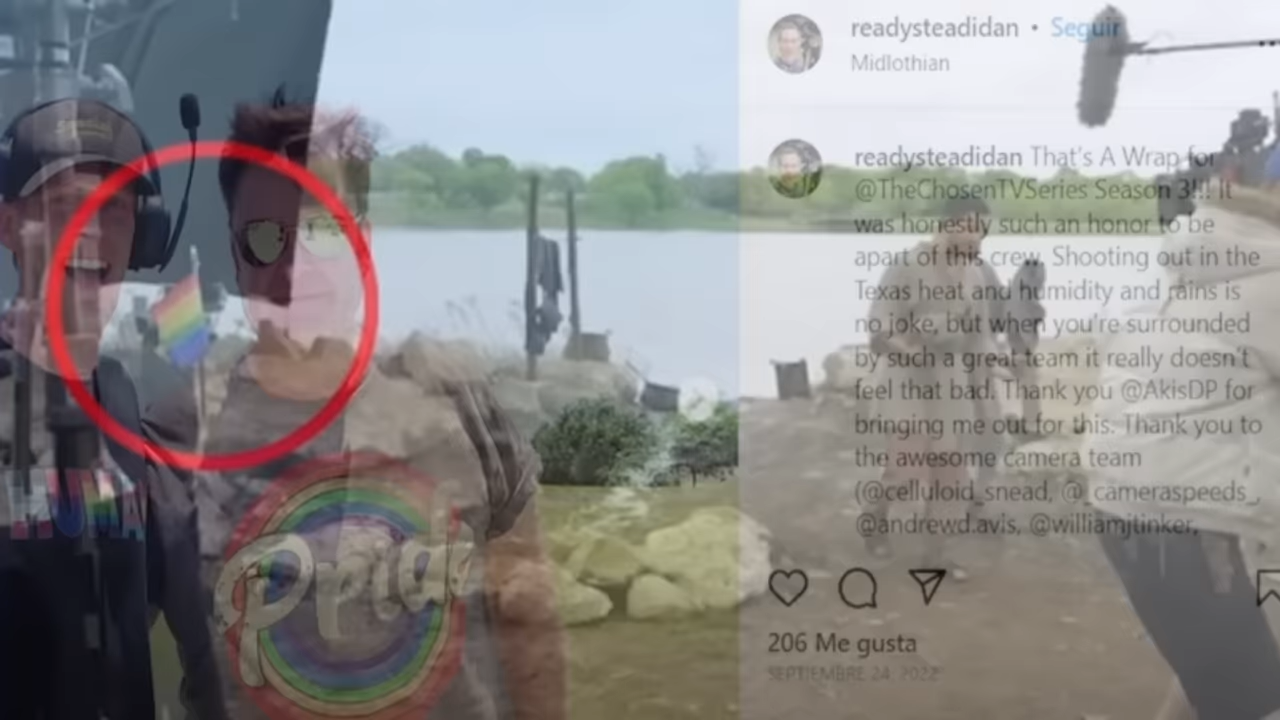 readysteadidan • Seguir
Midlothian
readysteadidan That's A Wrap for
@TheChosenTVSeries Season 3!!! It
was honestly such an honor to be
apart of this crew. Shooting out in the
Texas heat and humidity and rains is
no joke, but when you're surrounded
by such a great team it really doesn't
feel that bad. Thank you @AkisDP for
bringing me out for this. Thank you to
the awesome camera team
(@celluloid_snead, @_cameraspeeds_,
@andrewd.avis, @williamjtinker,
206 Me gusta
SEPTIEMBRE 24, 2022
Pride